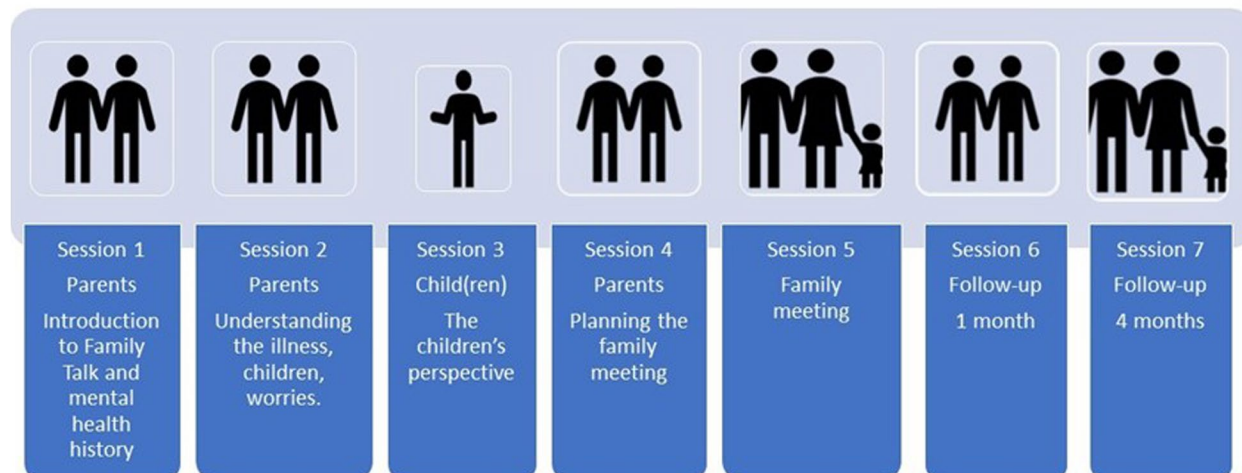 Session 1
Parents
Introduction
to Family
Talk and
mental
health
history
Session 2
Parents
Understanding
the illness,
children,
worries.
Session 3
Child(ren)
The
children's
perspective
Session 4
Parents
Planning the
family
meeting
Session 5
Family
meeting
Session 6
Follow-up
1 month
Session 7
Follow-up
4 months